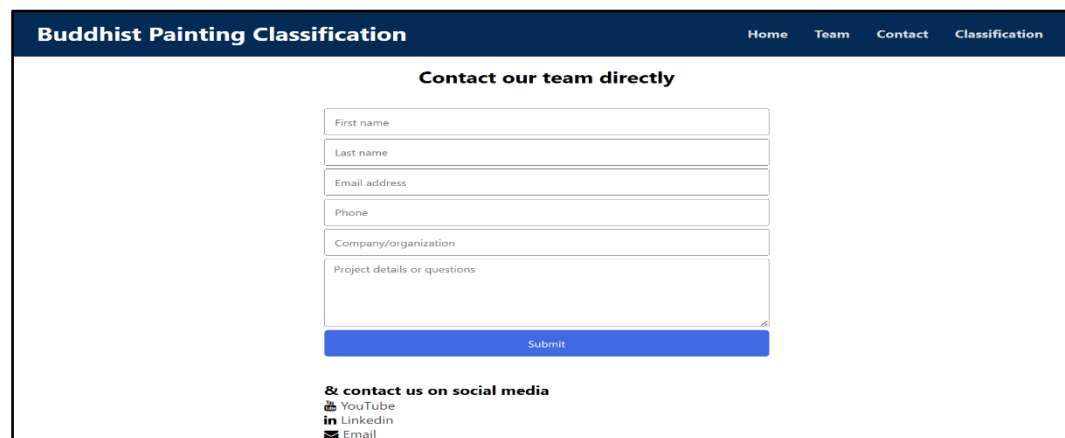 Buddhist Painting Classification
Home Team Contact Classification
Contact our team directly
First name
Last name
Email address
Phone
Company/organization
Project details or questions
Submit
& contact us on social media
YouTube
Linkedin
Email